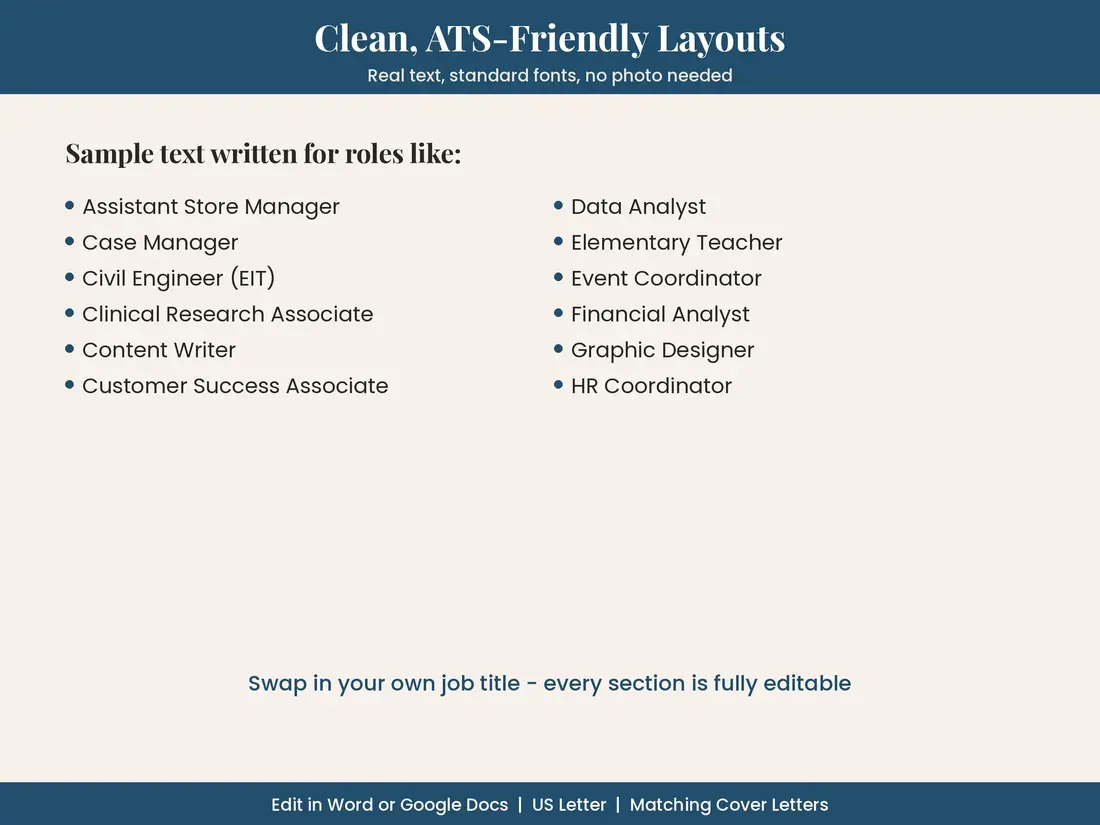 Clean, ATS-Friendly Layouts
Real text, standard fonts, no photo needed
Sample text written for roles like:
• Assistant Store Manager
• Case Manager
• Civil Engineer (EIT)
• Clinical Research Associate
• Content Writer
• Customer Success Associate
• Data Analyst
• Elementary Teacher
• Event Coordinator
• Financial Analyst
• Graphic Designer
• HR Coordinator
Swap in your own job title - every section is fully editable
Edit in Word or Google Docs | US Letter | Matching Cover Letters